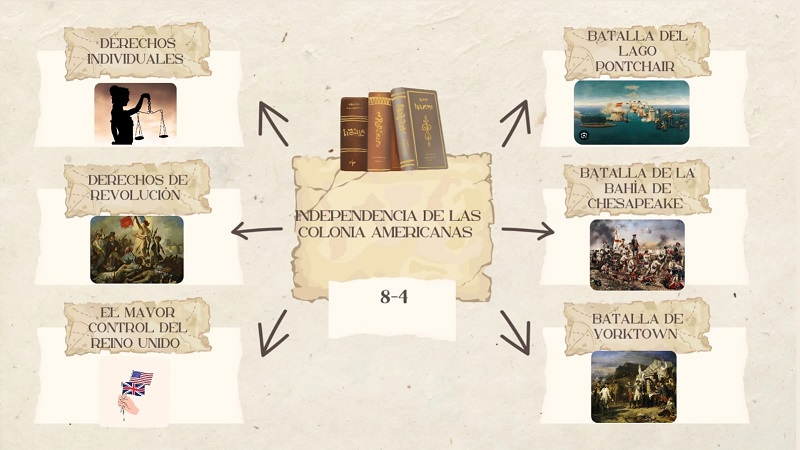 DERECHOS
INDIVIDUALES
DERECHOS DE
REVOLUCIÓN
EL MAYOR
CONTROL DEL
REINO UNIDO
INDEPENDENCIA DE LAS
COLONIA AMERICANAS
8-4
BATALLA DEL
LAGO
PONTCHAIR
BATALLA DE LA
BAHÍA DE
CHESAPEAKE
BATALLA DE
YORKTOWN